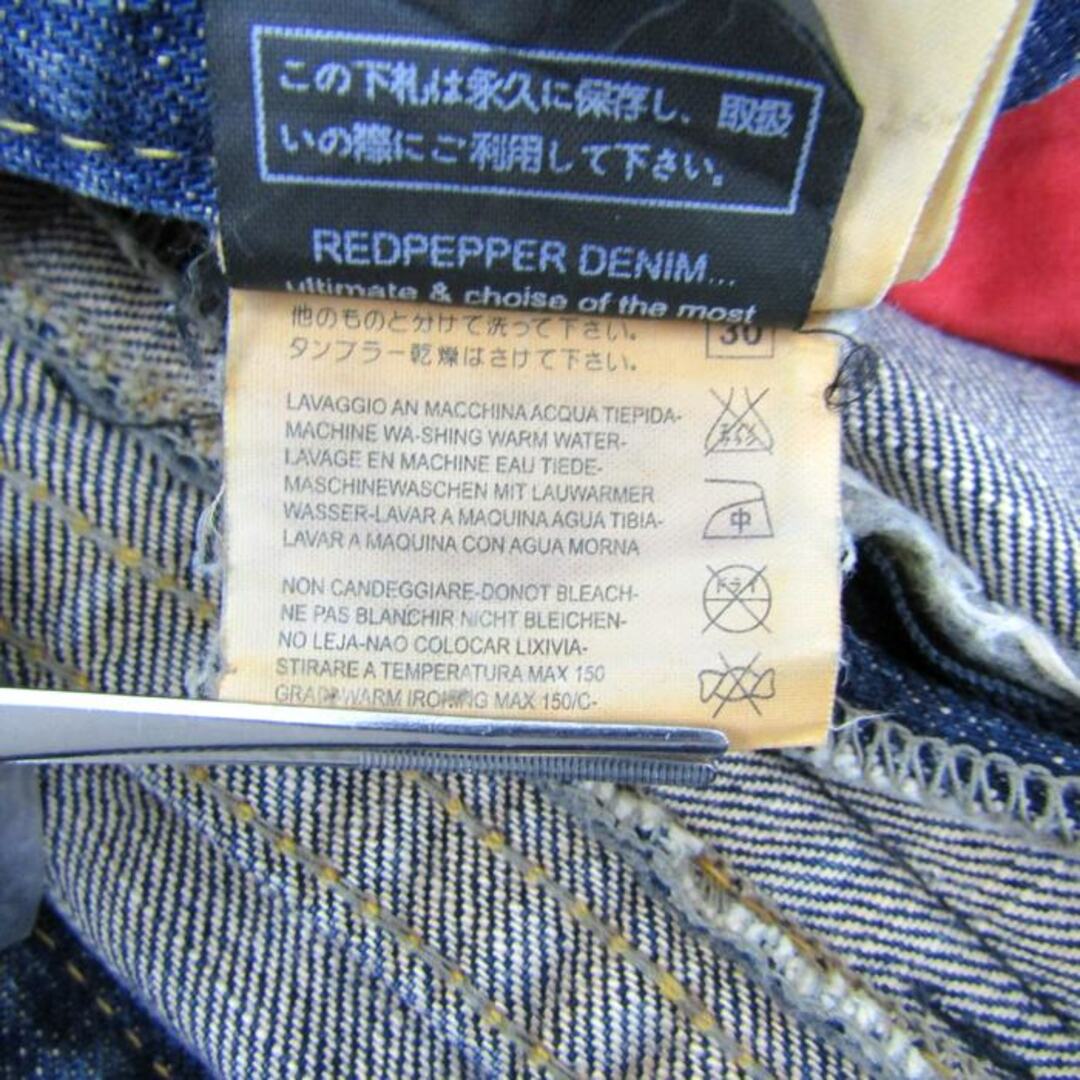 この下札は永久に保存し、取扱
いの際にご利用して下さい。
REDPEPPER DENIM...
ultimate & choise of the most
他のものと分けて洗って下さい。
タンブラー乾燥はさけて下さい。
30
LAVAGGIO AN MACCHINA ACQUA TIEPIDA-
MACHINE WA-SHING WARM WATER-
LAVAGE EN MACHINE EAU TIEDE-
MASCHINEWASCHEN MIT LAUWARMER
WASSER-LAVAR A MAQUINA AGUA TIBIA-
LAVAR A MAQUINA CON AGUA MORNA
エンソ
中
ドライ
NON CANDEGGIARE-DONOT BLEACH-
NE PAS BLANCHIR NICHT BLEICHEN-
NO LEJA-NAO COLOCAR LIXIVIA-
STIRARE A TEMPERATURA MAX 150
GRADI WARM IRONING MAX 150/C-